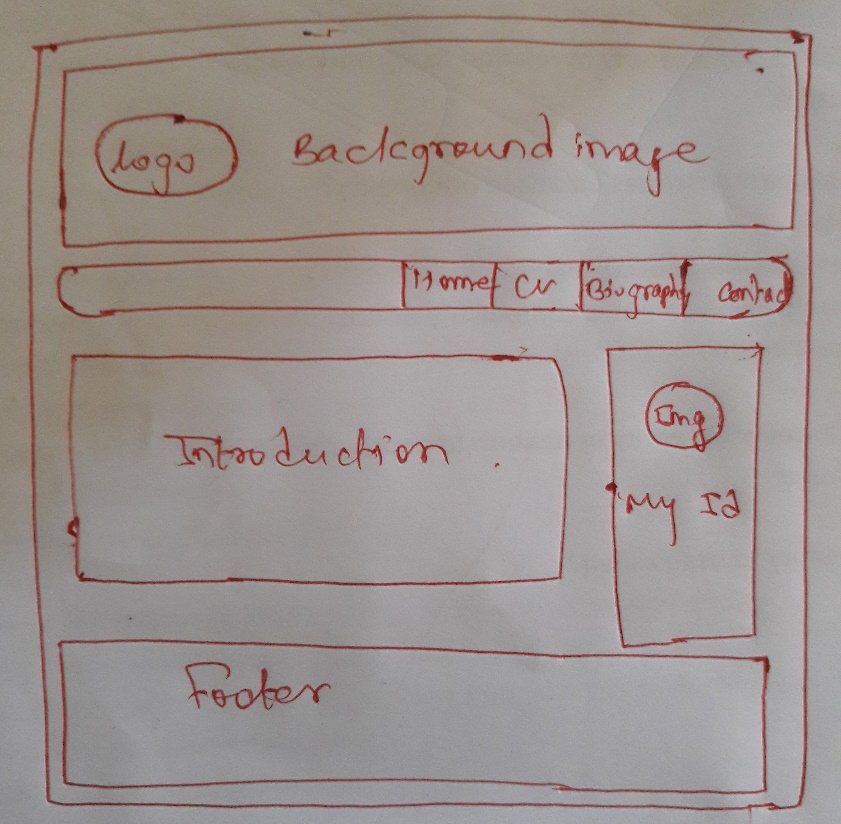 Logo Background image
Home CV Biography Contact
Introduction .
Img
My Id
Footer